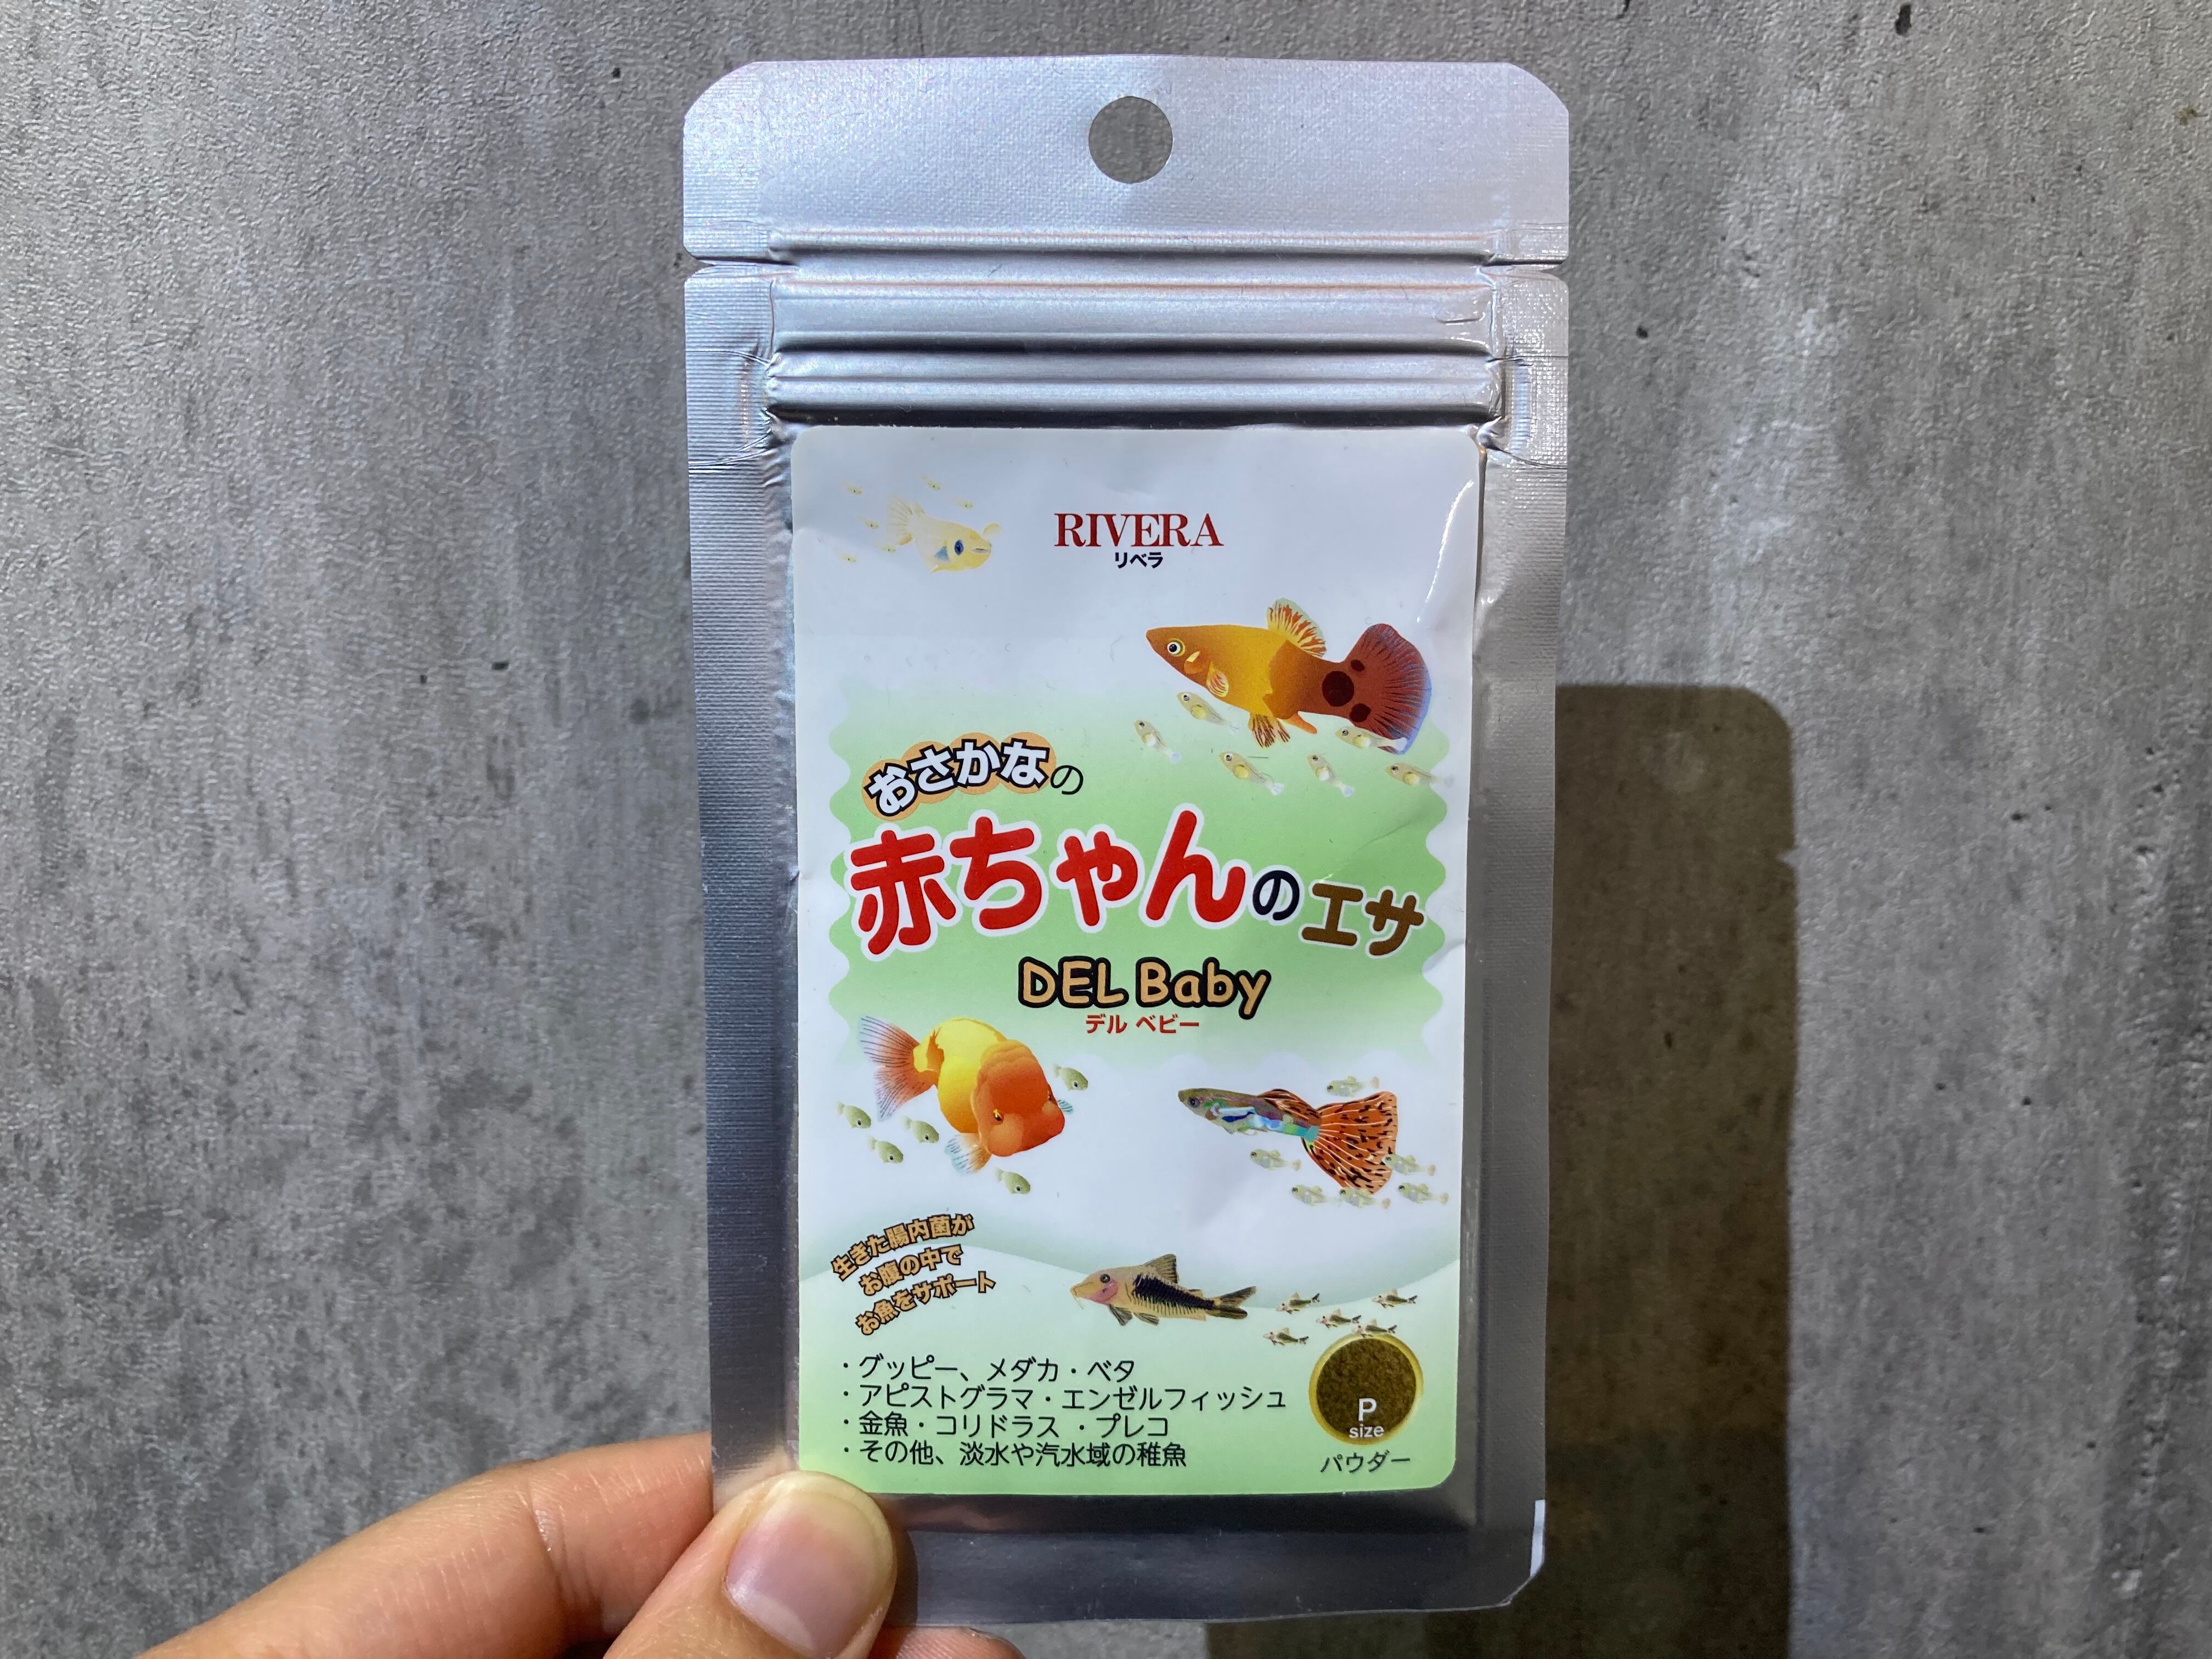 RIVERA
リベラ
おさかなの
赤ちゃんのエサ
DEL Baby
デル ベビー
生きた腸内菌が
お腹の中で
お魚をサポート
・グッピー、メダカ・ベタ
・アピストグラマ・エンゼルフィッシュ
・金魚・コリドラス ・プレコ
・その他、淡水や汽水域の稚魚
P
size
パウダー